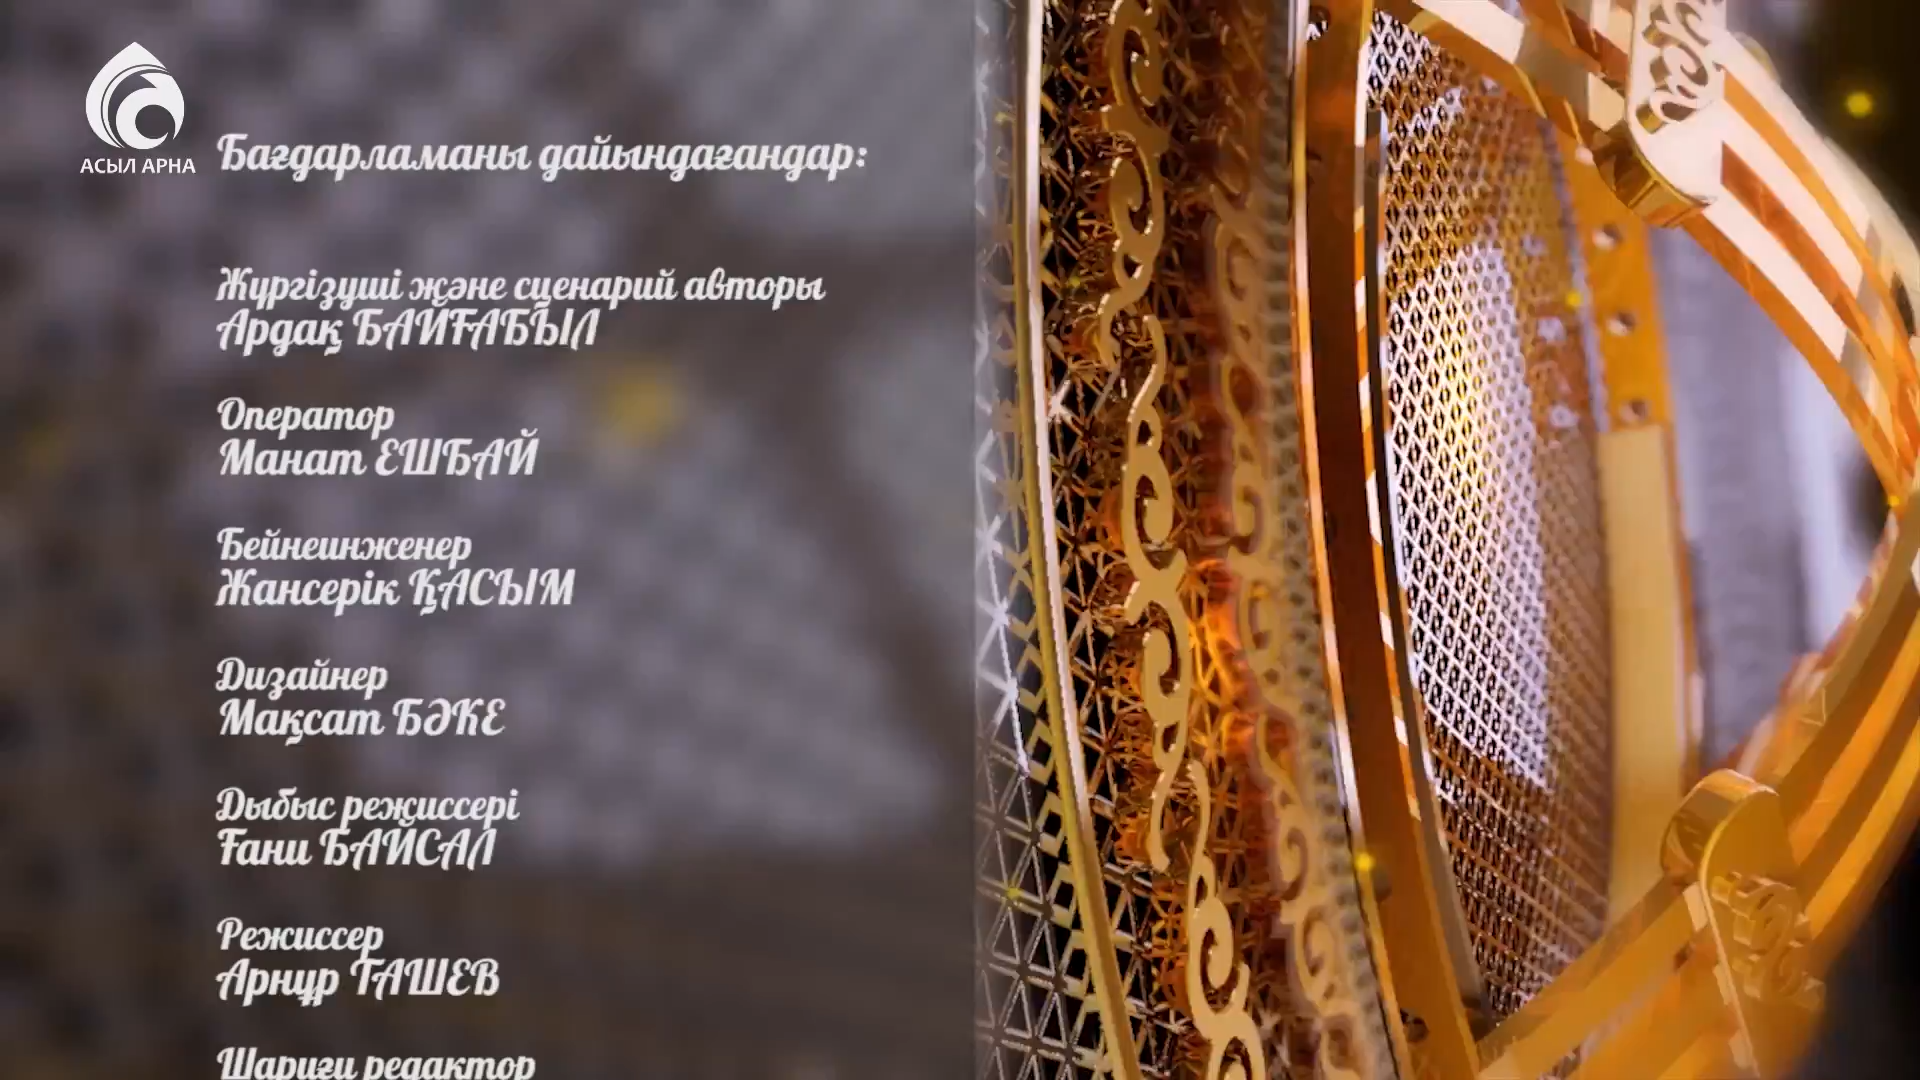 АСЫЛ АРНА
Бағдарламаны дайындағандар:
Жүргізуші және сценарий авторы
Ардақ БАЙҒАБЫЛ
Оператор
Манат ЕШБАЙ
Бейнеинженер
Жансерік ҚАСЫМ
Дизайнер
Мақсат БӘКЕ
Дыбыс режиссері
Ғани БАЙСАЛ
Режиссер
Арнұр ТАШЕВ
Шариғи редактор